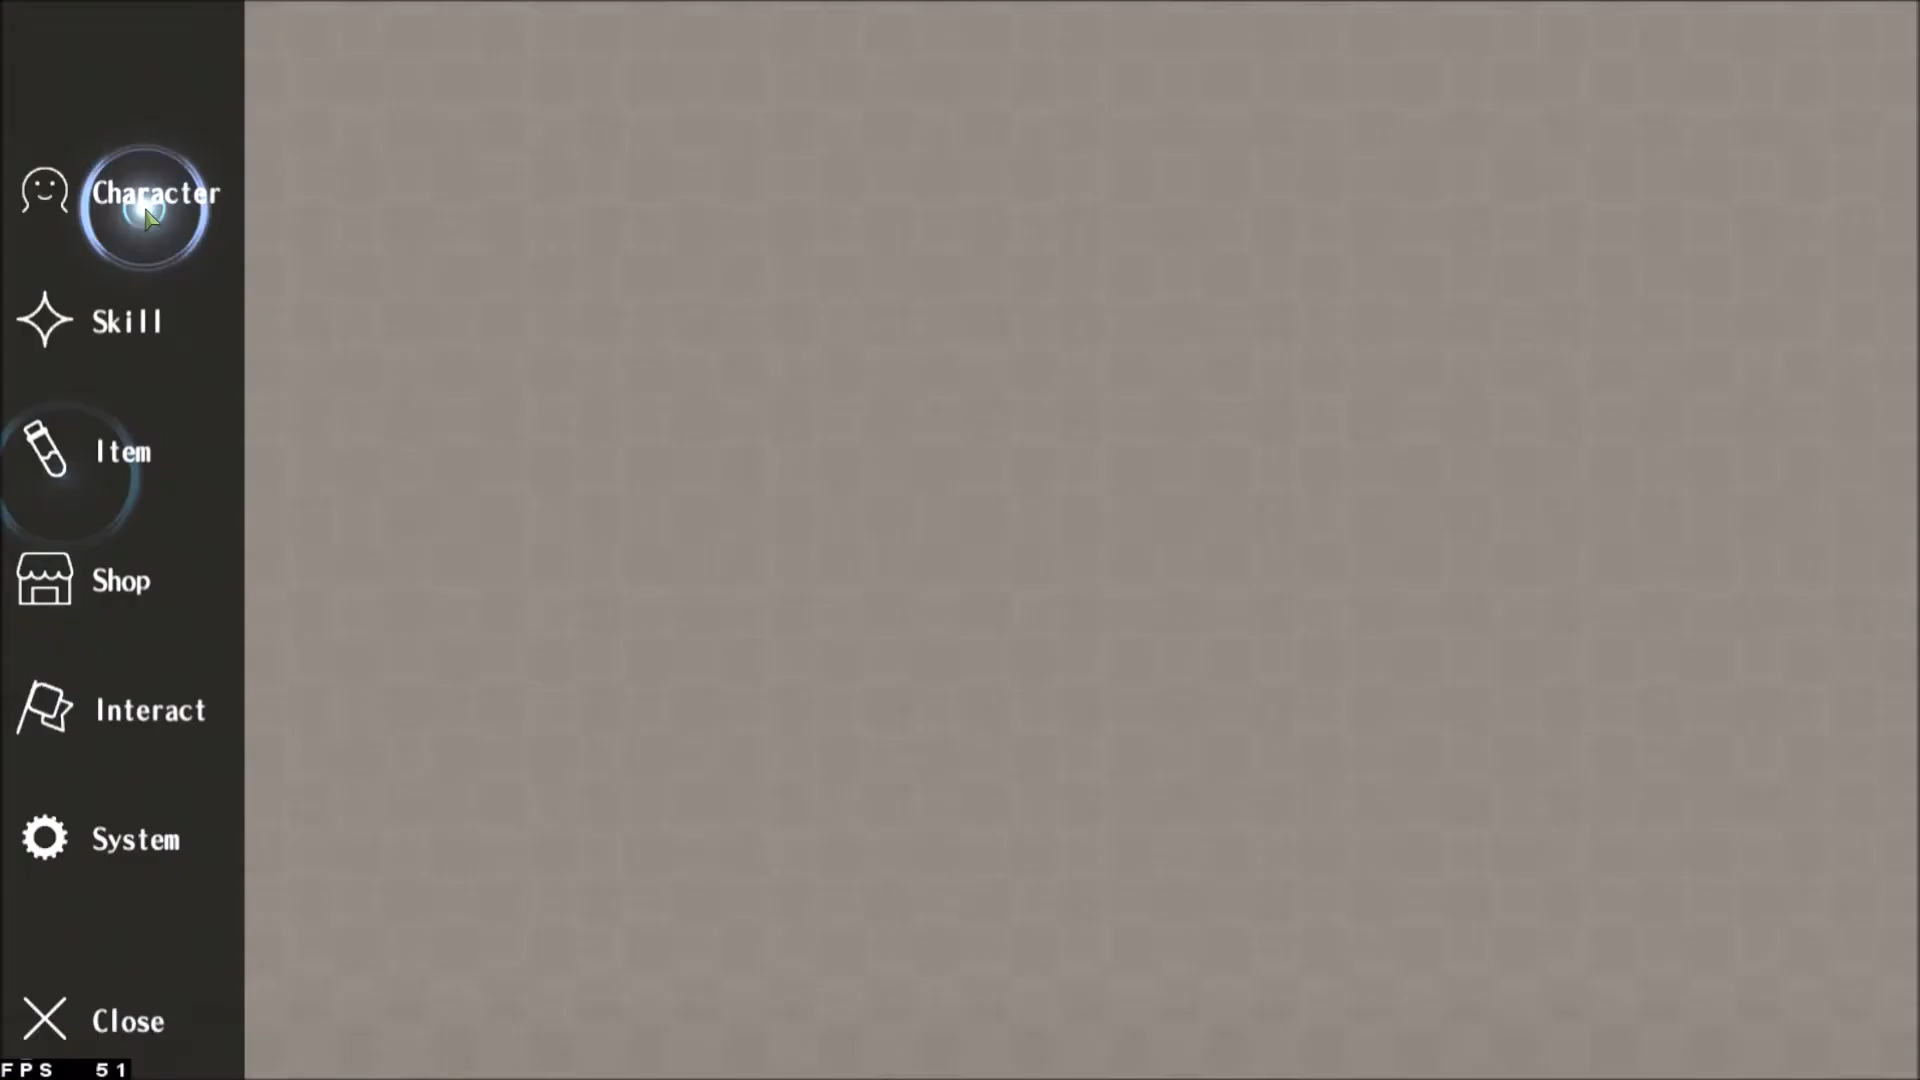 Character
Skill
Item
Shop
Interact
System
Close
FPS 51